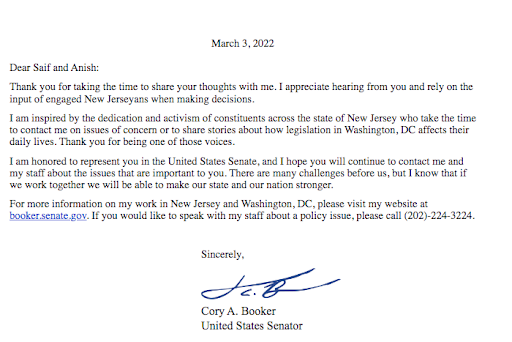 March 3, 2022
Dear Saif and Anish:
Thank you for taking the time to share your thoughts with me. I appreciate hearing from you and rely on the
input of engaged New Jerseyans when making decisions.
I am inspired by the dedication and activism of constituents across the state of New Jersey who take the time
to contact me on issues of concern or to share stories about how legislation in Washington, DC affects their
daily lives. Thank you for being one of those voices.
I am honored to represent you in the United States Senate, and I hope you will continue to contact me and
my staff about the issues that are important to you. There are many challenges before us, but I know that if
we work together we will be able to make our state and our nation stronger.
For more information on my work in New Jersey and Washington, DC, please visit my website at
booker.senate.gov. If you would like to speak with my staff about a policy issue, please call (202)-224-3224.
Sincerely,
Cory A. Booker
United States Senator